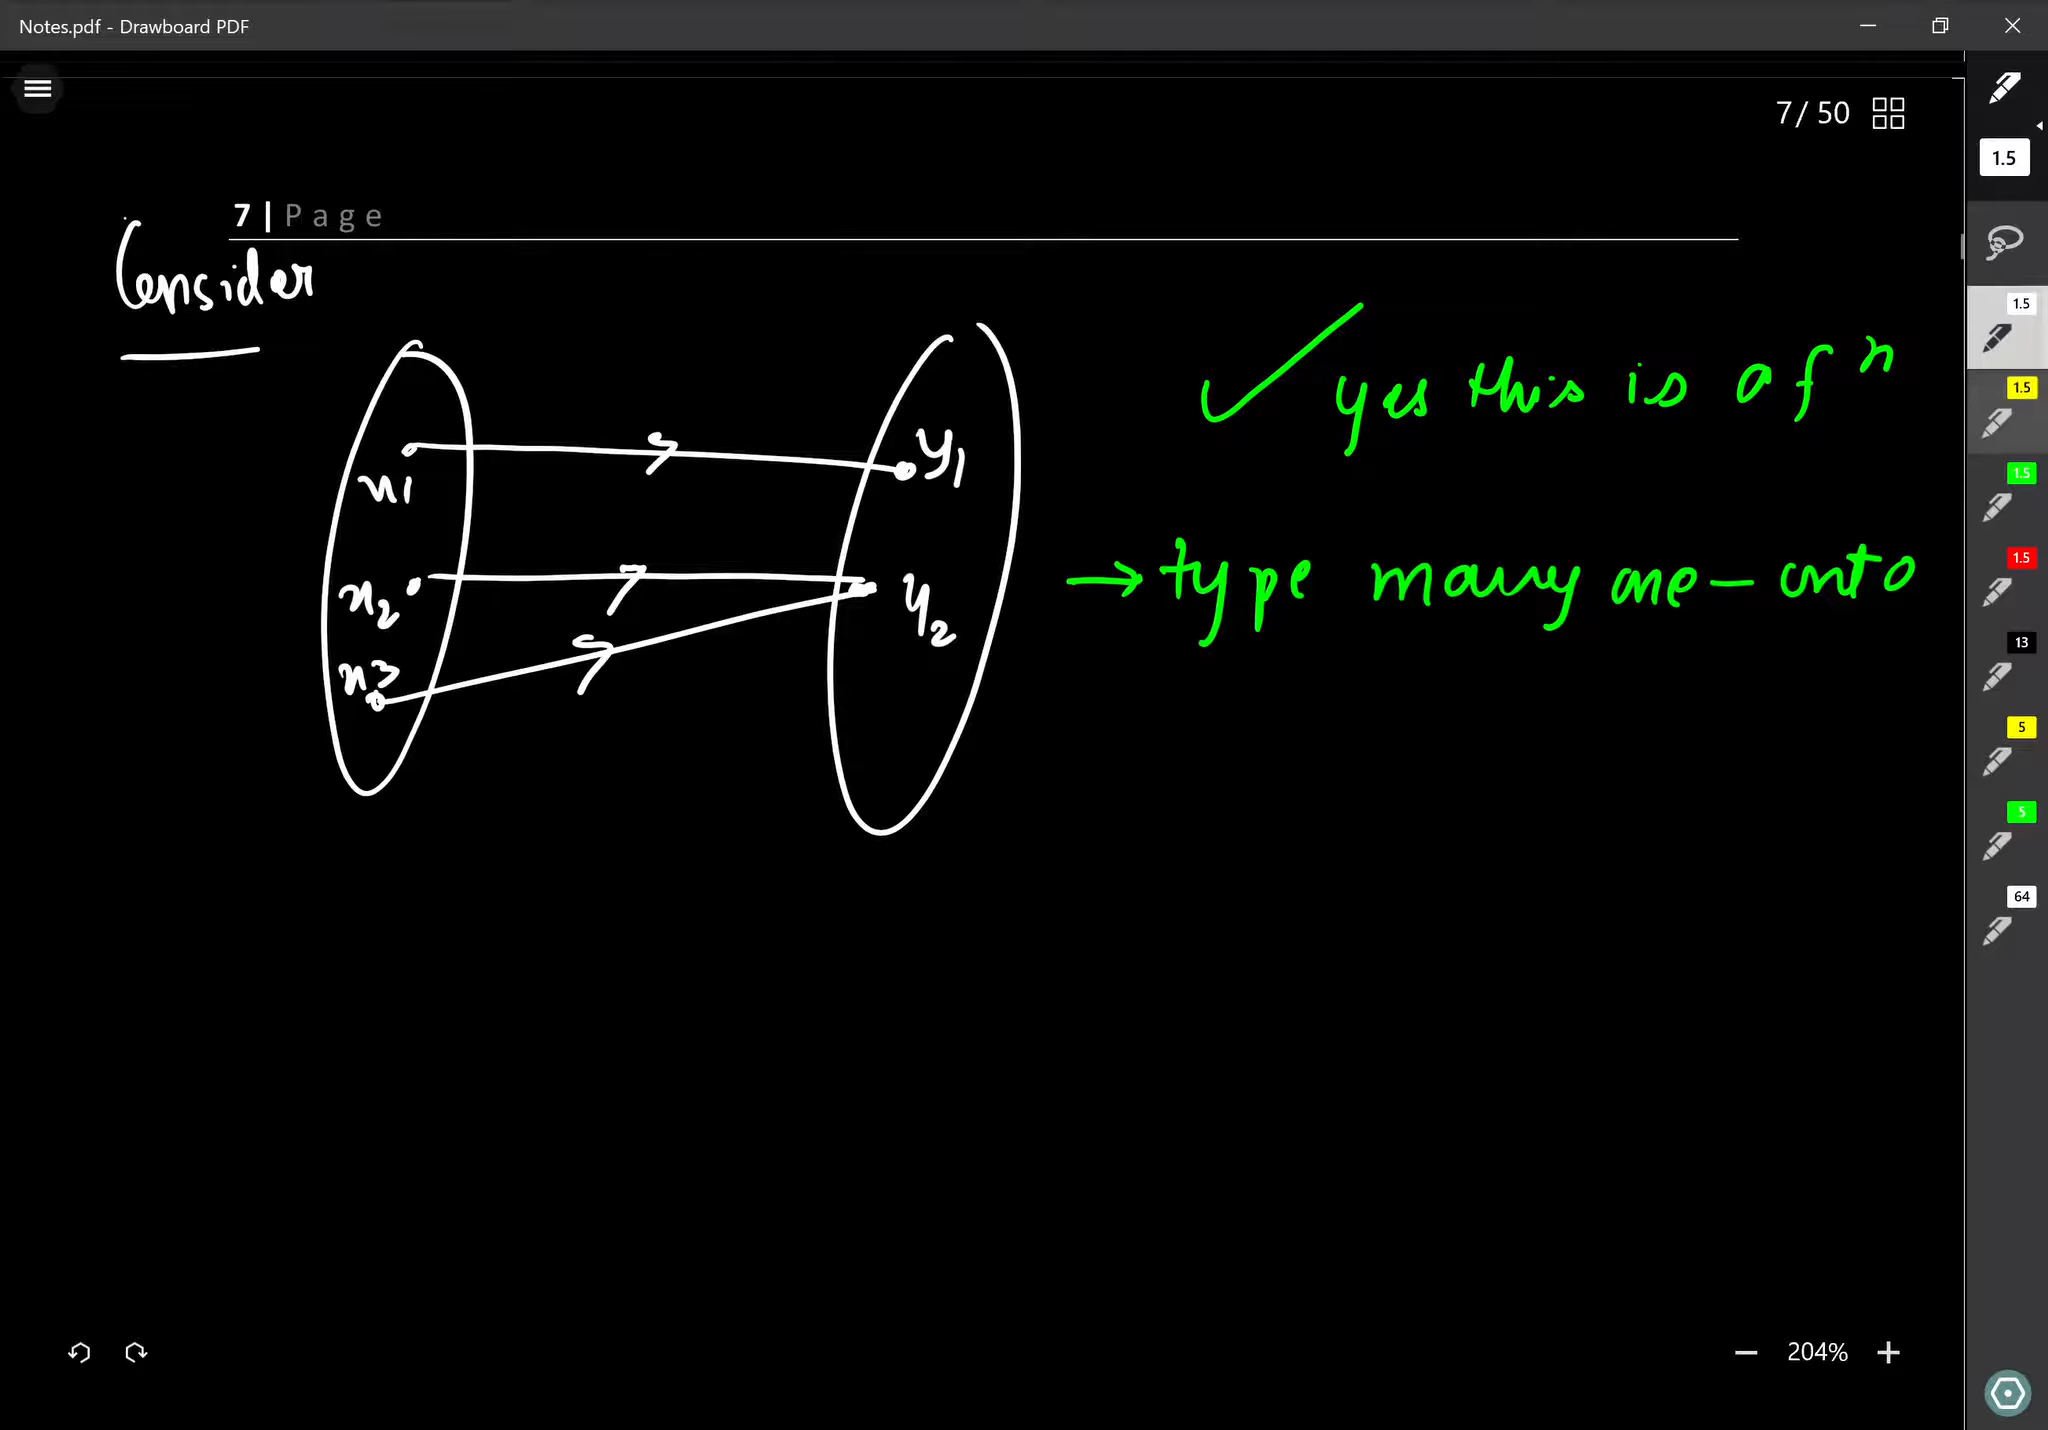 Notes.pdf - Drawboard PDF
7/ 50
1.5
7 | Page
Consider
1.5
✓ yes this is a fⁿ
1.5
y1
x1
1.5
→ type many one - onto
1.5
x2
y2
13
x3
5
5
64
204%